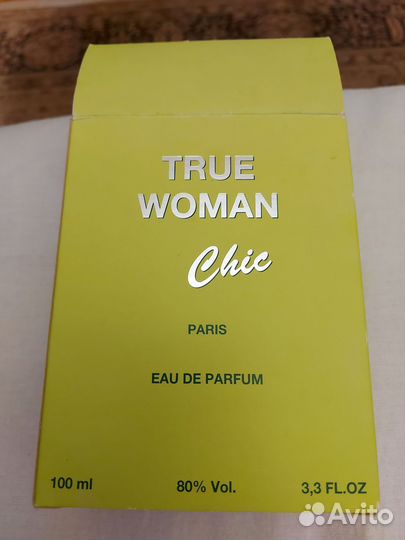 TRUE
WOMAN
Chic
PARIS
EAU DE PARFUM
100 ml 80% Vol. 3,3 FL.OZ
Avito